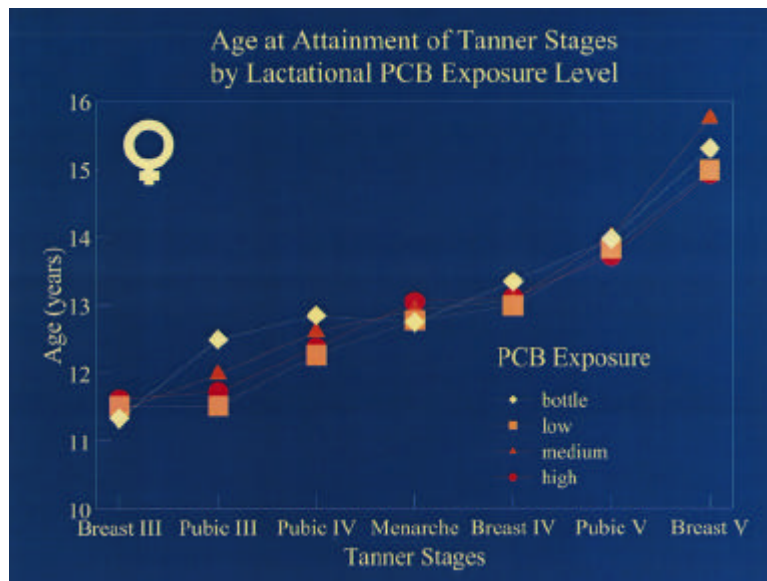 Age at Attainment of Tanner Stages
by Lactational PCB Exposure Level
16
15
14
13
12
11
10
Age (years)
PCB Exposure
bottle
low
medium
high
Breast III Pubic III Pubic IV Menarche Breast IV Pubic V Breast V
Tanner Stages